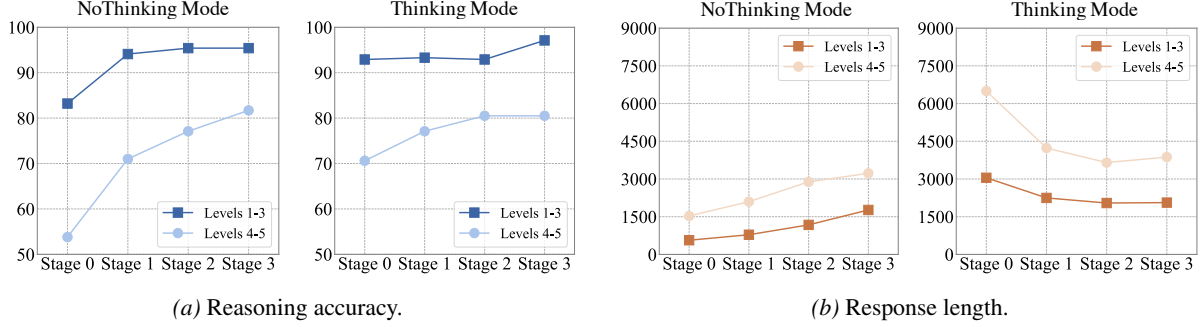 NoThinking Mode
100
90
80
70
60
50
Stage 0 Stage 1 Stage 2 Stage 3
Levels 1-3
Levels 4-5
Thinking Mode
100
90
80
70
60
50
Stage 0 Stage 1 Stage 2 Stage 3
Levels 1-3
Levels 4-5
(a) Reasoning accuracy.
NoThinking Mode
9000
7500
6000
4500
3000
1500
0
Stage 0 Stage 1 Stage 2 Stage 3
Levels 1-3
Levels 4-5
Thinking Mode
9000
7500
6000
4500
3000
1500
0
Stage 0 Stage 1 Stage 2 Stage 3
Levels 1-3
Levels 4-5
(b) Response length.